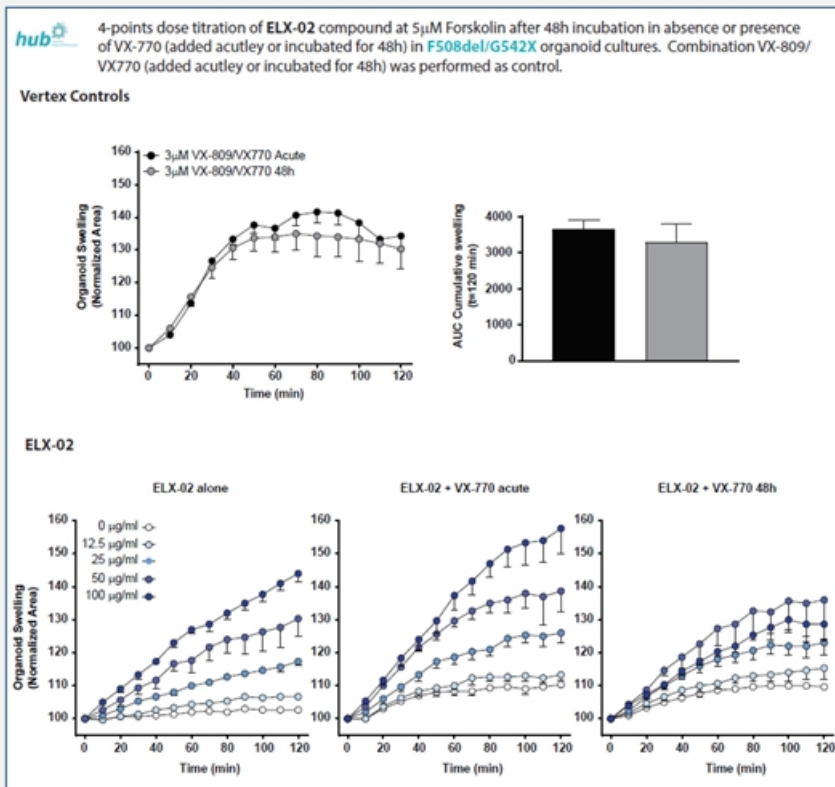 hub
4-points dose titration of ELX-02 compound at 5µM Forskolin after 48h incubation in absence or presence
of VX-770 (added acutley or incubated for 48h) in F508del/G542X organoid cultures. Combination VX-809/
VX770 (added acutley or incubated for 48h) was performed as control.
Vertex Controls
3µM VX-809/VX770 Acute
3µM VX-809/VX770 48h
Organoid Swelling
(Normalized Area)
160
150
140
130
120
110
100
0 20 40 60 80 100 120
Time (min)
AUC Cumulative swelling
(t=120 min)
4000
3000
2000
1000
0
ELX-02
ELX-02 alone
0 µg/ml
12.5 µg/ml
25 µg/ml
50 µg/ml
100 µg/ml
Organoid Swelling
(Normalized Area)
160
150
140
130
120
110
100
0 20 40 60 80 100 120
Time (min)
ELX-02 + VX-770 acute
160
150
140
130
120
110
100
0 20 40 60 80 100 120
Time (min)
ELX-02 + VX-770 48h
160
150
140
130
120
110
100
0 20 40 60 80 100 120
Time (min)